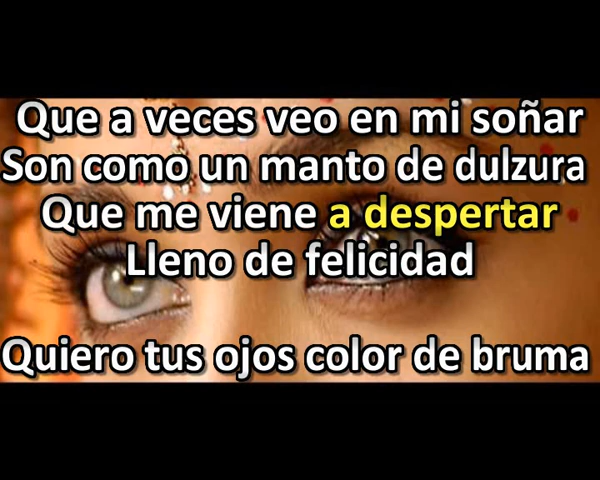 Que a veces veo en mi soñar
Son como un manto de dulzura
Que me viene a despertar
Lleno de felicidad
Quiero tus ojos color de bruma